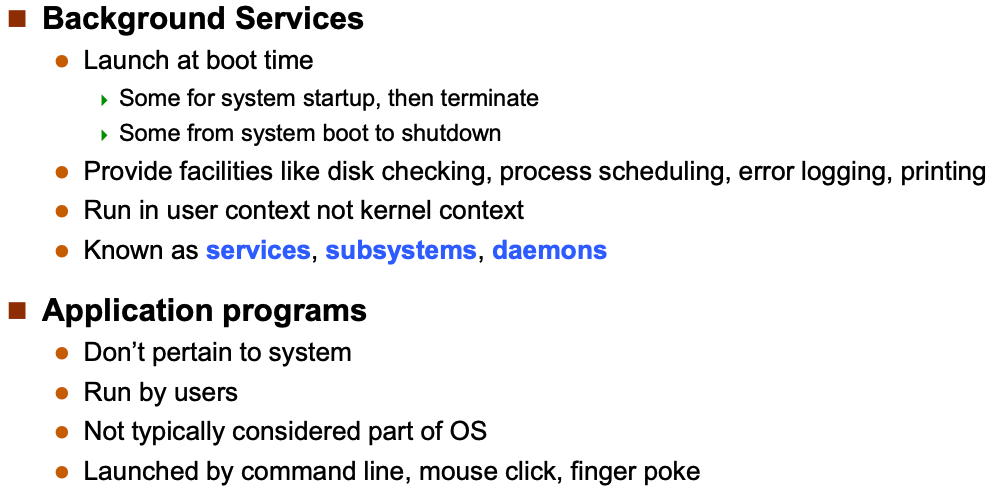 Background Services
Launch at boot time
Some for system startup, then terminate
Some from system boot to shutdown
Provide facilities like disk checking, process scheduling, error logging, printing
Run in user context not kernel context
Known as services, subsystems, daemons
Application programs
Don’t pertain to system
Run by users
Not typically considered part of OS
Launched by command line, mouse click, finger poke